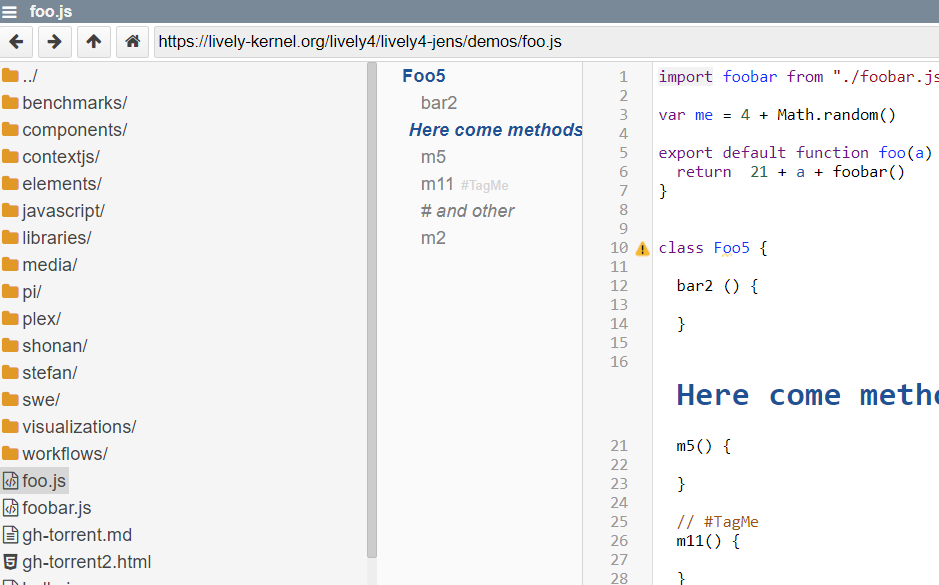 foo.js
https://lively-kernel.org/lively4/lively4-jens/demos/foo.js
../
benchmarks/
components/
contextjs/
elements/
javascript/
libraries/
media/
pi/
plex/
shonan/
stefan/
swe/
visualizations/
workflows/
foo.js
foobar.js
gh-torrent.md
gh-torrent2.html
Foo5
bar2
Here come methods
m5
m11 #TagMe
# and other
m2
1 import foobar from "./foobar.js
2
3 var me = 4 + Math.random()
4
5 export default function foo(a)
6 return 21 + a + foobar()
7 }
8
9
10 class Foo5 {
11
12 bar2 () {
13
14 }
15
16
Here come metho
21 m5() {
22
23 }
24
25 // #TagMe
26 m11() {
27
28 }